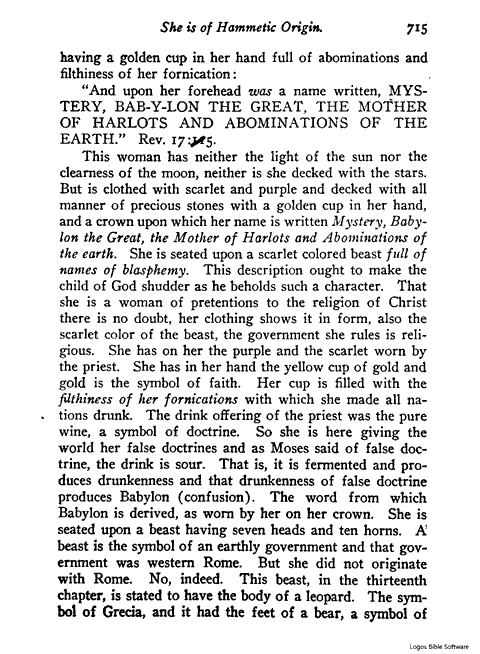 She is of Hammetic Origin. 715
having a golden cup in her hand full of abominations and
filthiness of her fornication:
"And upon her forehead was a name written, MYS-
TERY, BAB-Y-LON THE GREAT, THE MOTHER
OF HARLOTS AND ABOMINATIONS OF THE
EARTH." Rev. 17:5.
This woman has neither the light of the sun nor the
clearness of the moon, neither is she decked with the stars.
But is clothed with scarlet and purple and decked with all
manner of precious stones with a golden cup in her hand,
and a crown upon which her name is written Mystery, Baby-
lon the Great, the Mother of Harlots and Abominations of
the earth. She is seated upon a scarlet colored beast full of
names of blasphemy. This description ought to make the
child of God shudder as he beholds such a character. That
she is a woman of pretentions to the religion of Christ
there is no doubt, her clothing shows it in form, also the
scarlet color of the beast, the government she rules is reli-
gious. She has on her the purple and the scarlet worn by
the priest. She has in her hand the yellow cup of gold and
gold is the symbol of faith. Her cup is filled with the
filthiness of her fornications with which she made all na-
tions drunk. The drink offering of the priest was the pure
wine, a symbol of doctrine. So she is here giving the
world her false doctrines and as Moses said of false doc-
trine, the drink is sour. That is, it is fermented and pro-
duces drunkenness and that drunkenness of false doctrine
produces Babylon (confusion). The word from which
Babylon is derived, as worn by her on her crown. She is
seated upon a beast having seven heads and ten horns. A
beast is the symbol of an earthly government and that gov-
ernment was western Rome. But she did not originate
with Rome. No, indeed. This beast, in the thirteenth
chapter, is stated to have the body of a leopard. The sym-
bol of Grecia, and it had the feet of a bear, a symbol of
Logos Bible Software